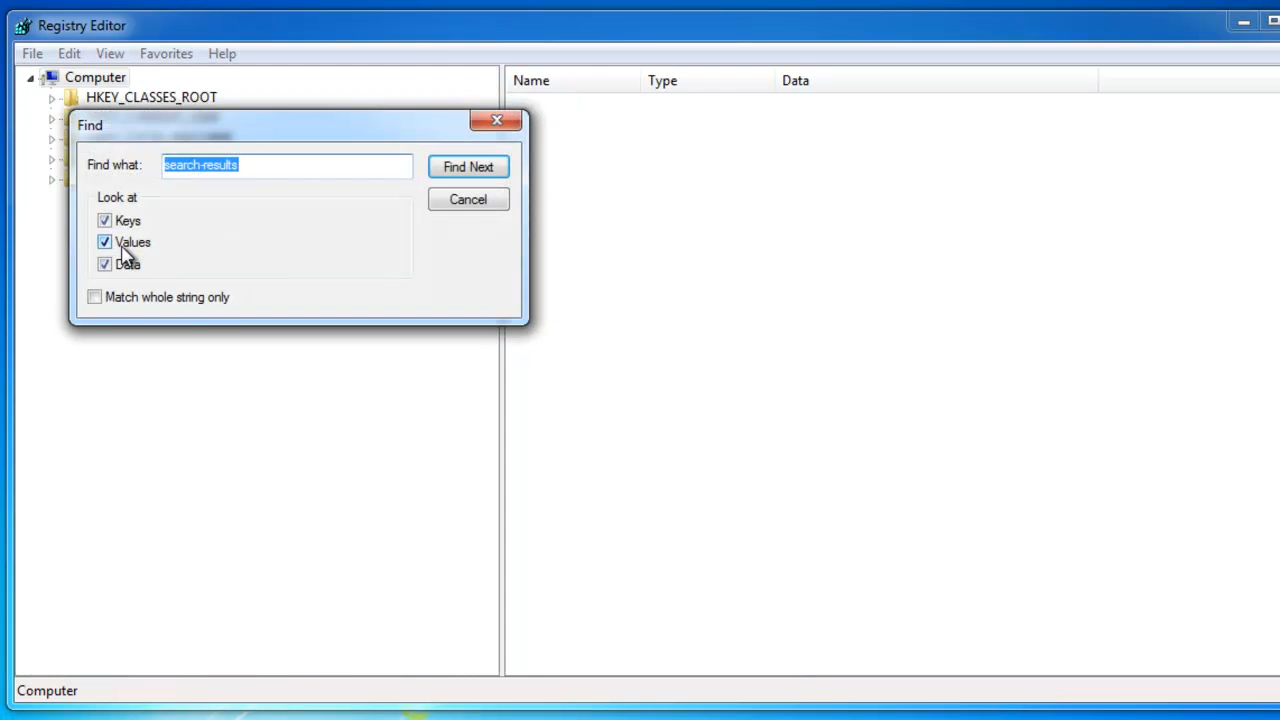 Registry Editor
File Edit View Favorites Help
Computer
HKEY_CLASSES_ROOT
Name Type Data
Find
Find what: search-results Find Next
Look at Cancel
Keys
Values
Data
Match whole string only
Computer